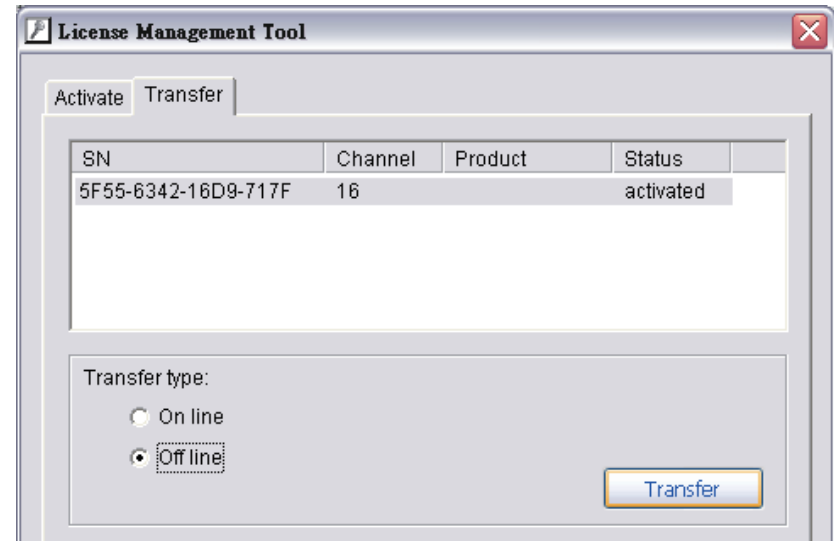 License Management Tool
Activate Transfer
SN Channel Product Status
5F55-6342-16D9-717F 16 activated
Transfer type:
On line
Off line
Transfer